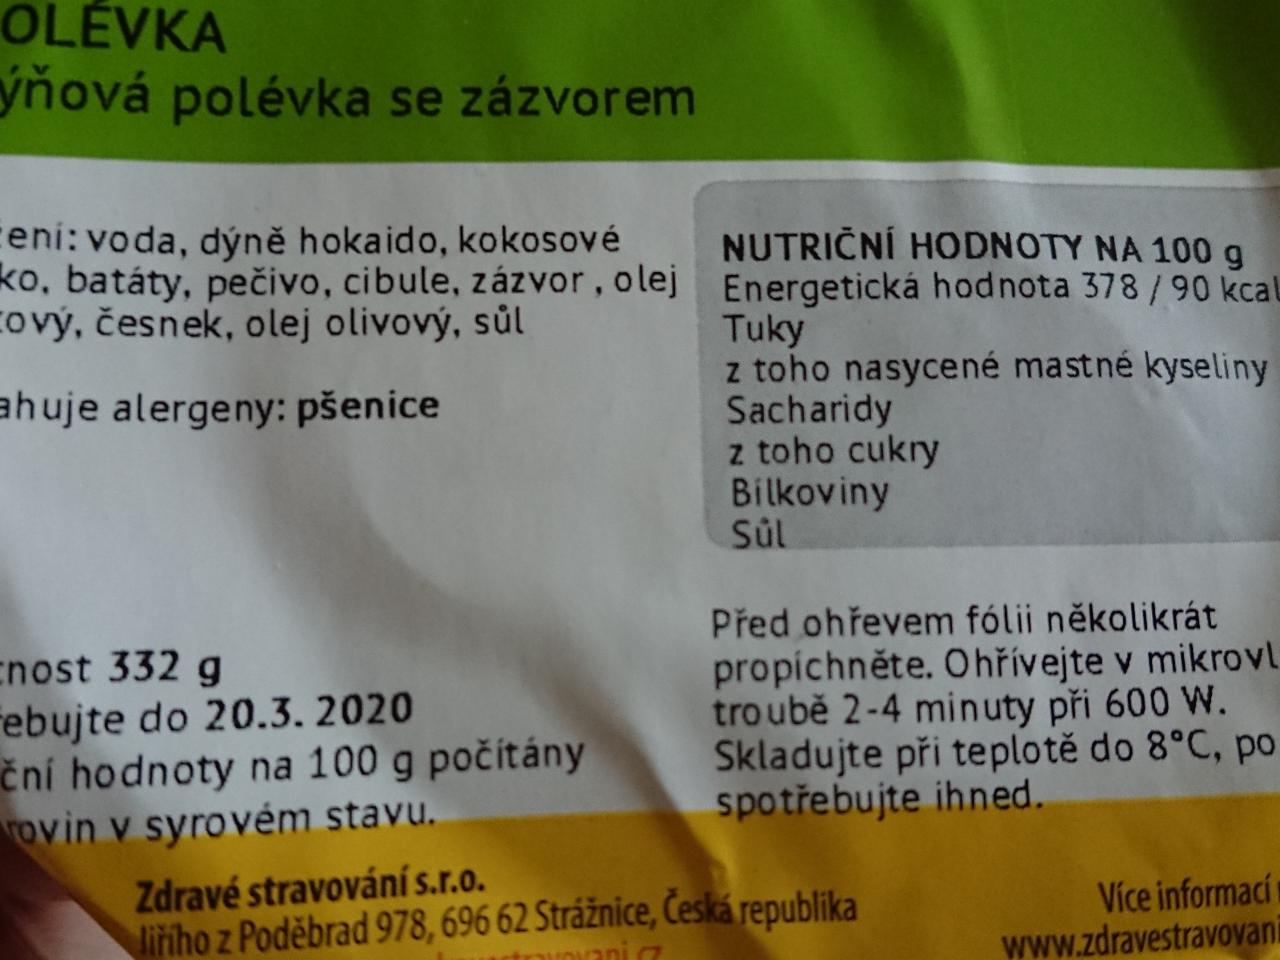 OLÉVKA
ýňová polévka se zázvorem
ení: voda, dýně hokaido, kokosové
ko, batáty, pečivo, cibule, zázvor , olej
ový, česnek, olej olivový, sůl
ahuje alergeny: pšenice
nost 332 g
ebujte do 20.3. 2020
ční hodnoty na 100 g počítány
rovin v syrovém stavu.
NUTRIČNÍ HODNOTY NA 100 g
Energetická hodnota 378 / 90 kcal
Tuky
z toho nasycené mastné kyseliny
Sacharidy
z toho cukry
Bílkoviny
Sůl
Před ohřevem fólii několikrát
propíchněte. Ohřívejte v mikrovl
troubě 2-4 minuty při 600 W.
Skladujte při teplotě do 8°C, po
spotřebujte ihned.
Zdravé stravování s.r.o.
Jiřího z Poděbrad 978, 696 62 Strážnice, Česká republika
Více informací
www.zdravestravovani